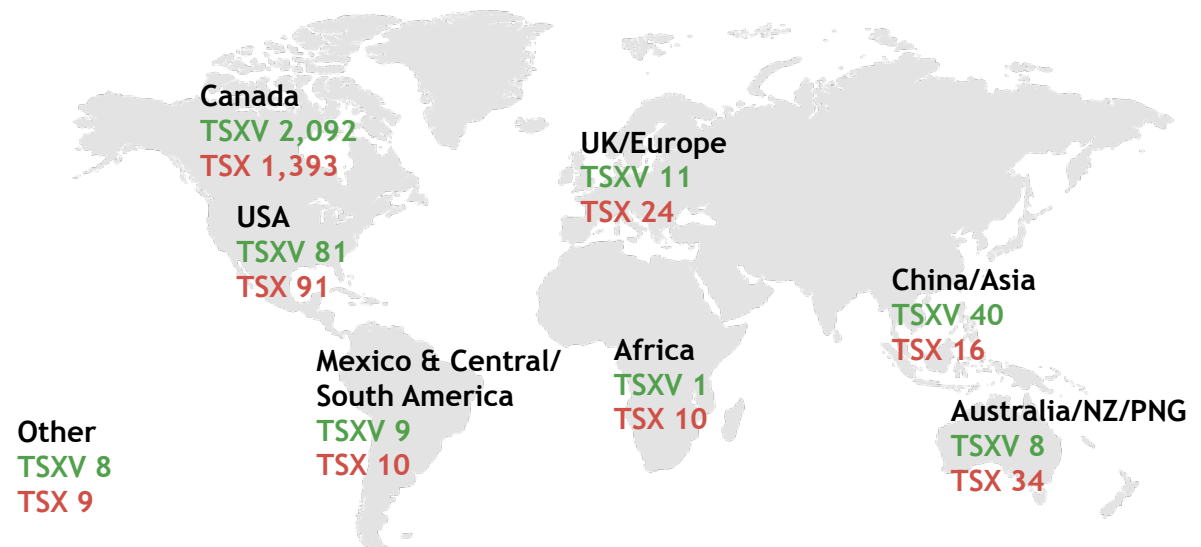 Canada
TSXV 2,092
TSX 1,393
USA
TSXV 81
TSX 91
UK/Europe
TSXV 11
TSX 24
China/Asia
TSXV 40
TSX 16
Mexico & Central/
South America
TSXV 9
TSX 10
Africa
TSXV 1
TSX 10
Australia/NZ/PNG
TSXV 8
TSX 34
Other
TSXV 8
TSX 9